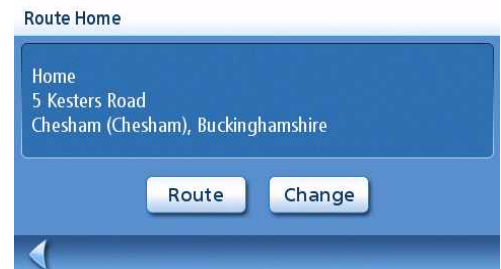 Route Home
Home
5 Kesters Road
Chesham (Chesham), Buckinghamshire
Route Change